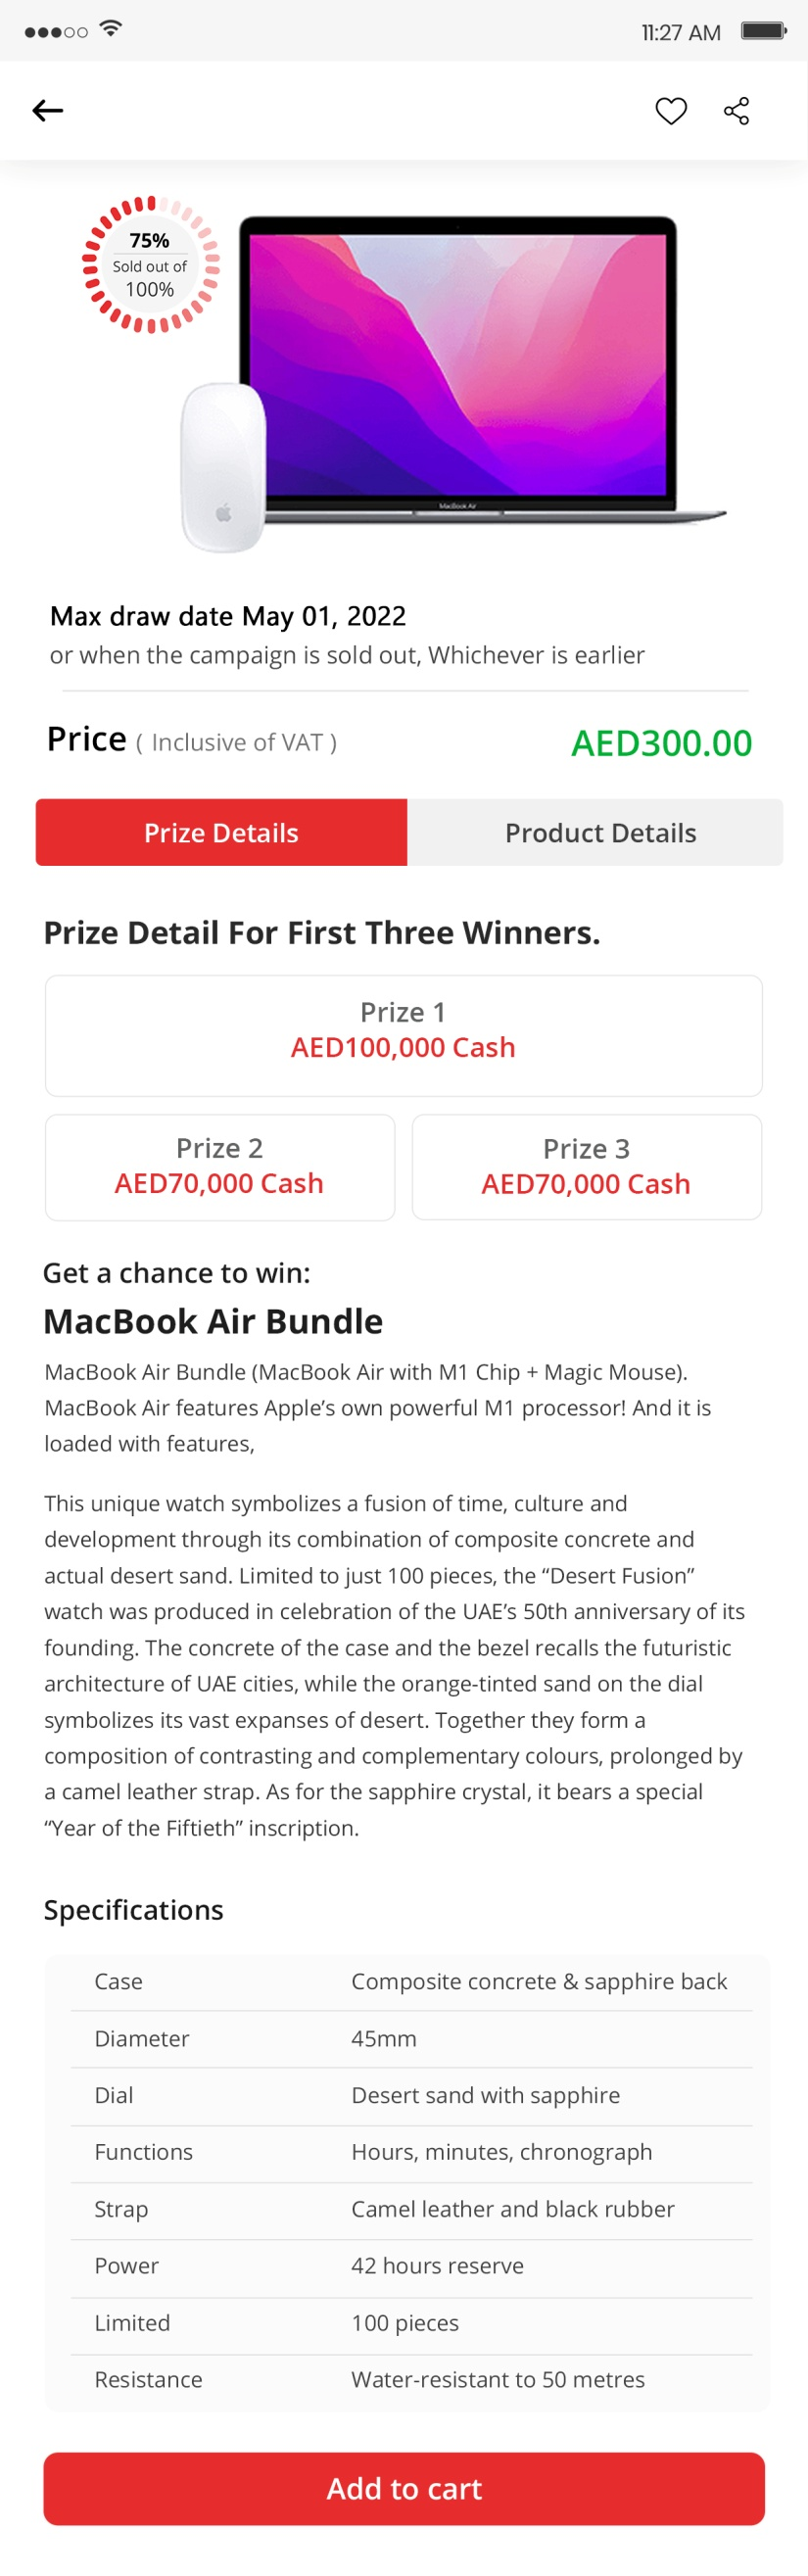 11:27 AM
75%
Sold out of
100%
MacBook Air
Max draw date May 01, 2022
or when the campaign is sold out, Whichever is earlier
Price ( Inclusive of VAT )
AED300.00
Prize Details
Product Details
Prize Detail For First Three Winners.
Prize 1
AED100,000 Cash
Prize 2
AED70,000 Cash
Prize 3
AED70,000 Cash
Get a chance to win:
MacBook Air Bundle
MacBook Air Bundle (MacBook Air with M1 Chip + Magic Mouse).
MacBook Air features Apple’s own powerful M1 processor! And it is
loaded with features,
This unique watch symbolizes a fusion of time, culture and
development through its combination of composite concrete and
actual desert sand. Limited to just 100 pieces, the “Desert Fusion”
watch was produced in celebration of the UAE’s 50th anniversary of its
founding. The concrete of the case and the bezel recalls the futuristic
architecture of UAE cities, while the orange-tinted sand on the dial
symbolizes its vast expanses of desert. Together they form a
composition of contrasting and complementary colours, prolonged by
a camel leather strap. As for the sapphire crystal, it bears a special
“Year of the Fiftieth” inscription.
Specifications
Case Composite concrete & sapphire back
Diameter 45mm
Dial Desert sand with sapphire
Functions Hours, minutes, chronograph
Strap Camel leather and black rubber
Power 42 hours reserve
Limited 100 pieces
Resistance Water-resistant to 50 metres
Add to cart